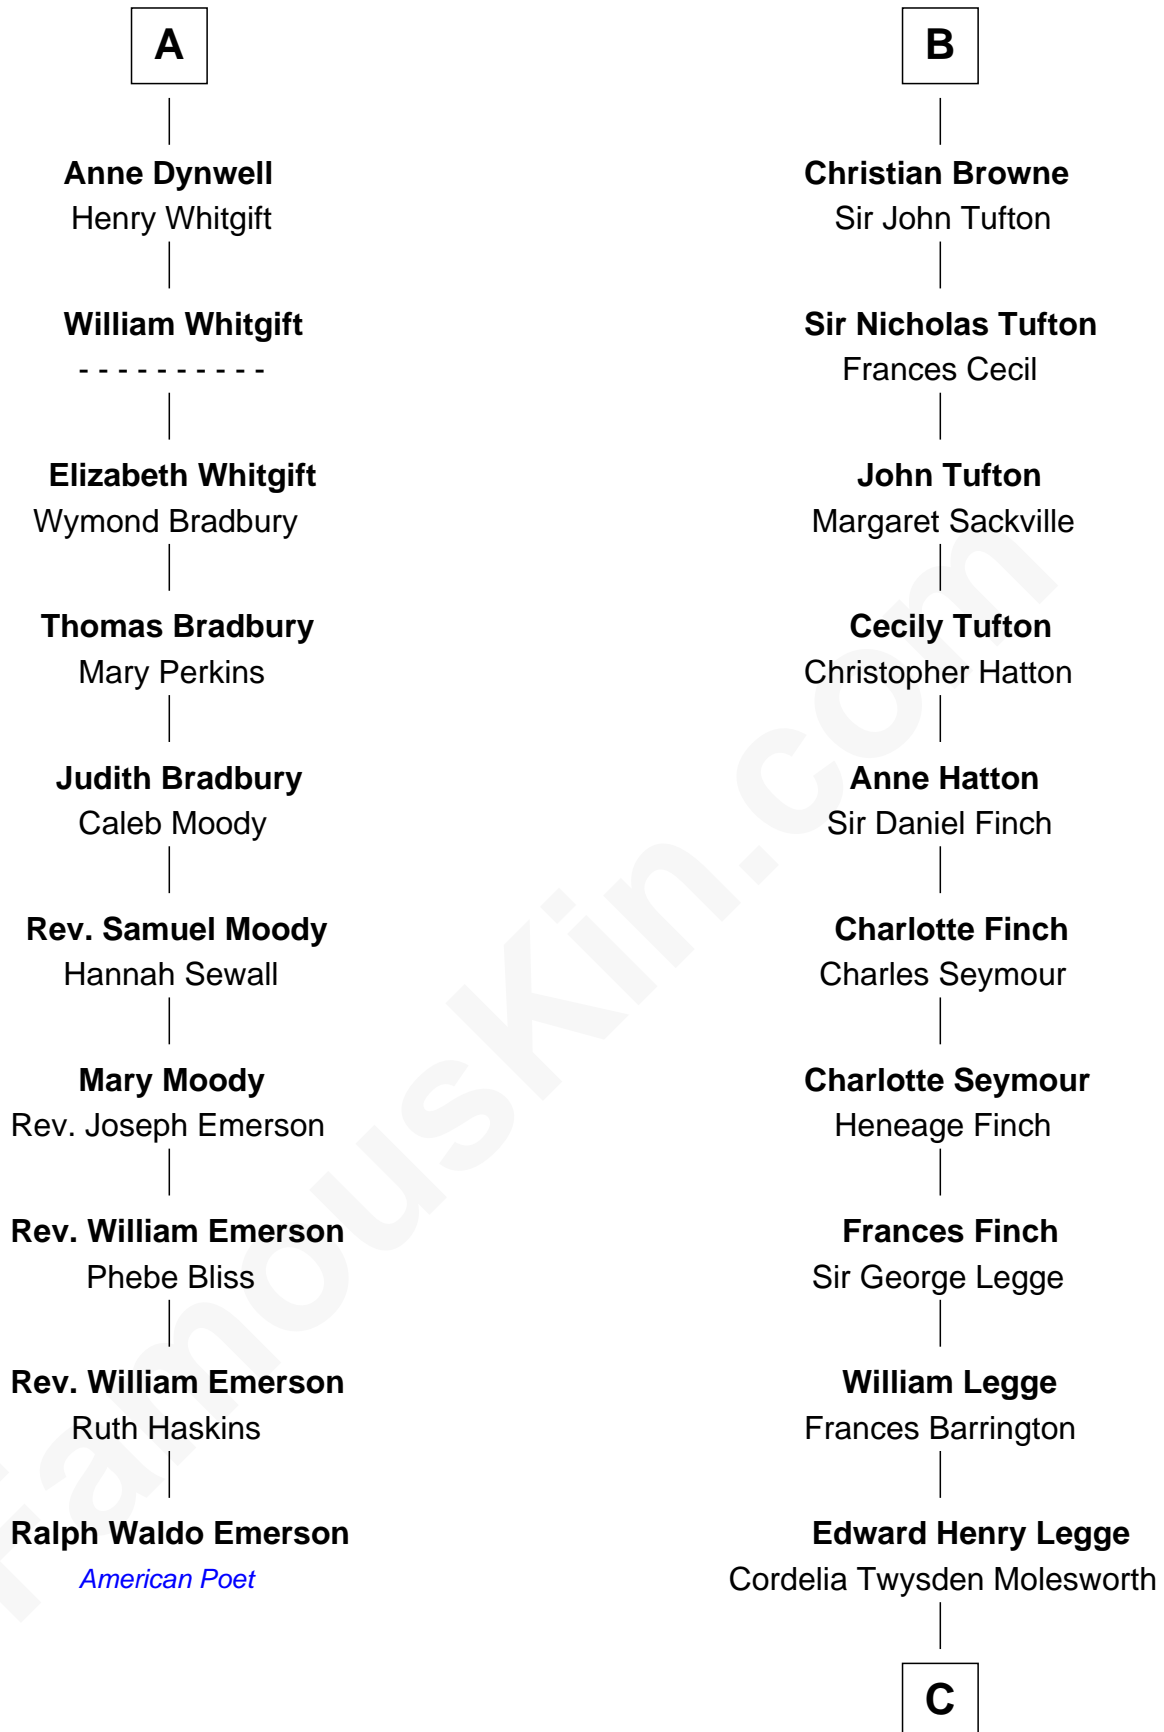 A
Anne Dynwell
Henry Whitgift
William Whitgift
- - - - - - - - - -
Elizabeth Whitgift
Wymond Bradbury
Thomas Bradbury
Mary Perkins
Judith Bradbury
Caleb Moody
Rev. Samuel Moody
Hannah Sewall
Mary Moody
Rev. Joseph Emerson
Rev. William Emerson
Phebe Bliss
Rev. William Emerson
Ruth Haskins
Ralph Waldo Emerson
American Poet
B
Christian Browne
Sir John Tufton
Sir Nicholas Tufton
Frances Cecil
John Tufton
Margaret Sackville
Cecily Tufton
Christopher Hatton
Anne Hatton
Sir Daniel Finch
Charlotte Finch
Charles Seymour
Charlotte Seymour
Heneage Finch
Frances Finch
Sir George Legge
William Legge
Frances Barrington
Edward Henry Legge
Cordelia Twysden Molesworth
C
FamousKin.com